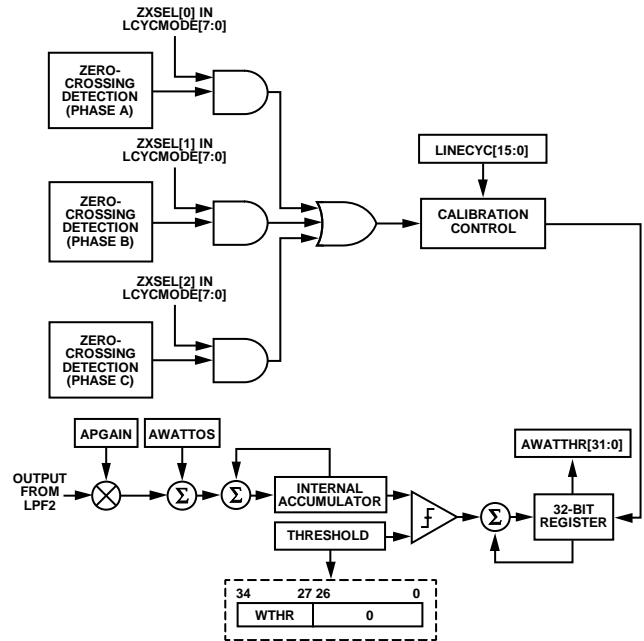 ZXSEL[0] IN
LCYCMODE[7:0]
ZERO-
CROSSING
DETECTION
(PHASE A)
ZXSEL[1] IN
LCYCMODE[7:0]
ZERO-
CROSSING
DETECTION
(PHASE B)
LINECYC[15:0]
CALIBRATION
CONTROL
ZXSEL[2] IN
LCYCMODE[7:0]
ZERO-
CROSSING
DETECTION
(PHASE C)
APGAIN
AWATTOS
AWATTHR[31:0]
OUTPUT
FROM
LPF2
Σ
Σ
INTERNAL
ACCUMULATOR
THRESHOLD
Σ
32-BIT
REGISTER
34 27 26 0
WTHR 0